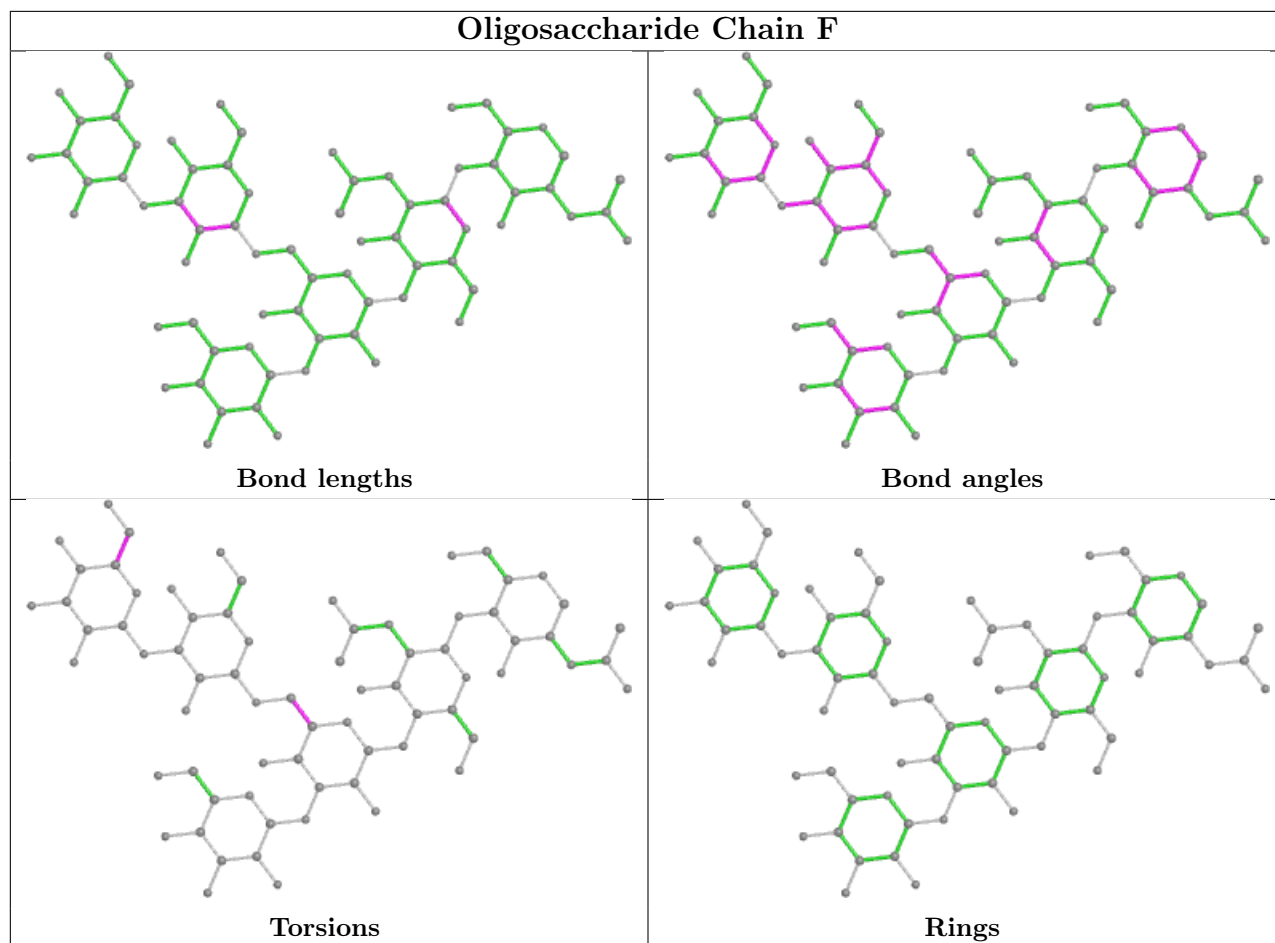 Oligosaccharide Chain F
Bond lengths
Bond angles
Torsions
Rings